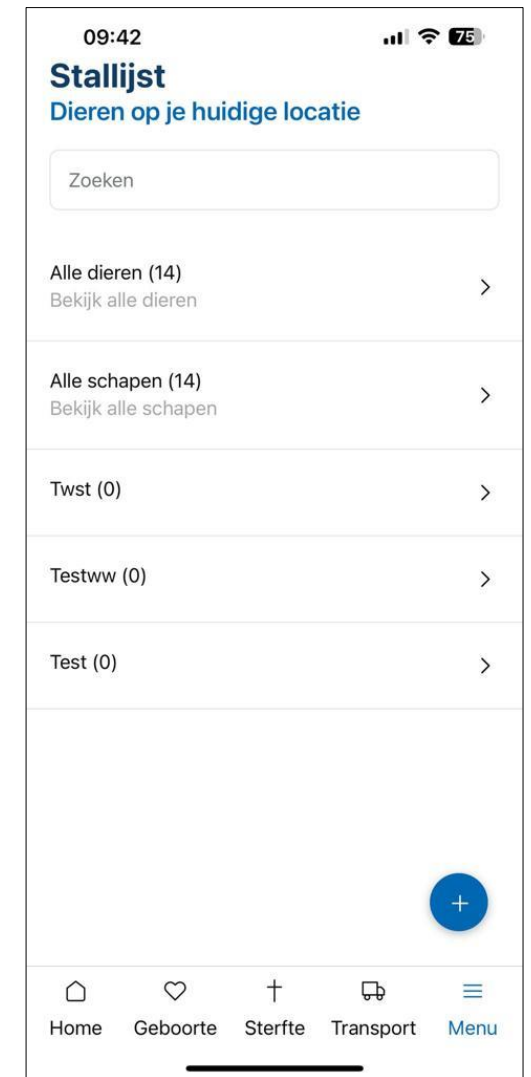 09:42
75
Stallijst
Dieren op je huidige locatie
Zoeken
Alle dieren (14)
Bekijk alle dieren
Alle schapen (14)
Bekijk alle schapen
Twst (0)
Testww (0)
Test (0)
Home Geboorte Sterfte Transport Menu